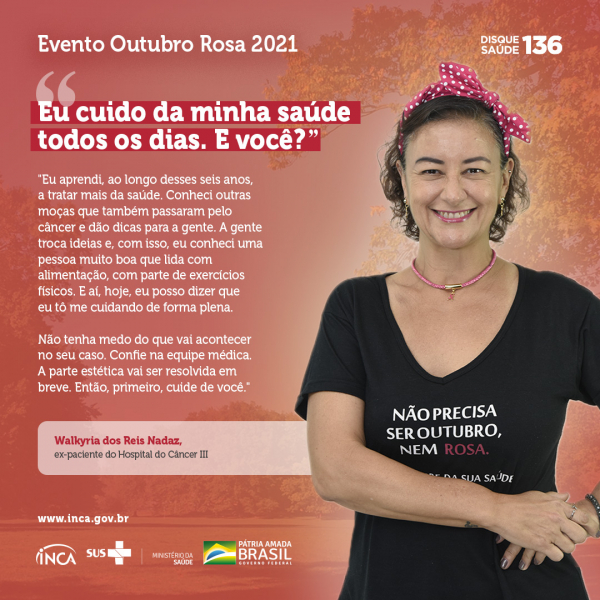 Evento Outubro Rosa 2021
DISQUE
SAÚDE 136
“Eu cuido da minha saúde
todos os dias. E você?”
"Eu aprendi, ao longo desses seis anos,
a tratar mais da saúde. Conheci outras
moças que também passaram pelo
câncer e dão dicas para a gente. A gente
troca ideias e, com isso, eu conheci uma
pessoa muito boa que lida com
alimentação, com parte de exercícios
físicos. E aí, hoje, eu posso dizer que
eu tô me cuidando de forma plena.
Não tenha medo do que vai acontecer
no seu caso. Confie na equipe médica.
A parte estética vai ser resolvida em
breve. Então, primeiro, cuide de você."
Walkyria dos Reis Nadaz,
ex-paciente do Hospital do Câncer III
NÃO PRECISA
SER OUTUBRO,
NEM ROSA.
DA SUA SAÚDE
www.inca.gov.br
INCA
SUS
MINISTÉRIO DA
SAÚDE
PÁTRIA AMADA
BRASIL
GOVERNO FEDERAL